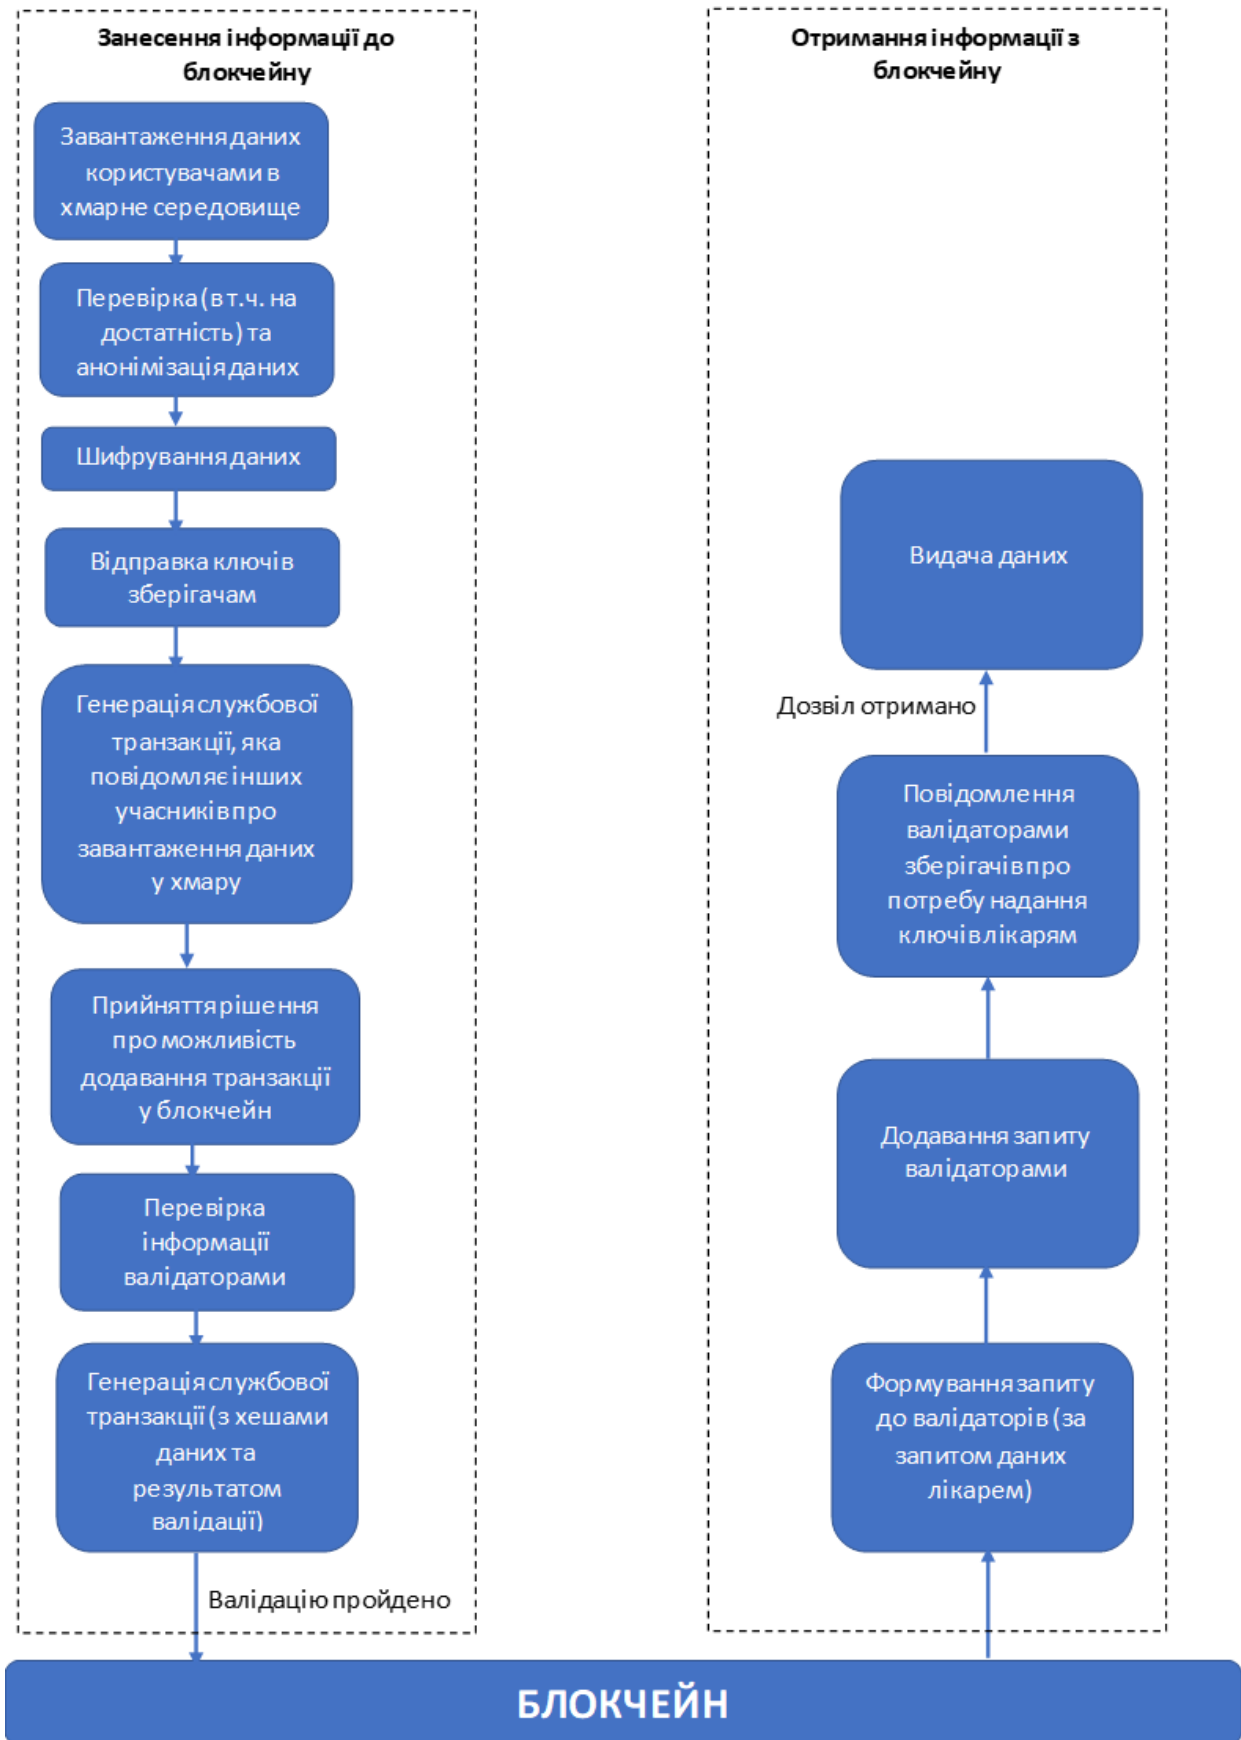 Занесення інформації до
блокчейну
Завантаження даних
користувачами в
хмарне середовище
Перевірка (в т.ч. на
достатність) та
анонімізація даних
Шифрування даних
Відправка ключів
зберігачам
Генерація службової
транзакції, яка
повідомляє інших
учасників про
завантаження даних
у хмару
Прийняття рішення
про можливість
додавання транзакції
у блокчейн
Перевірка
інформації
валідаторами
Генерація службової
транзакції (з хешами
даних та
результатом
валідації)
Валідацію пройдено
Отримання інформації з
блокчейну
Видача даних
Дозвіл отримано
Повідомлення
валідаторами
зберігачів про
потребу надання
ключів лікарям
Додавання запиту
валідаторами
Формування запиту
до валідаторів (за
запитом даних
лікарем)
БЛОКЧЕЙН